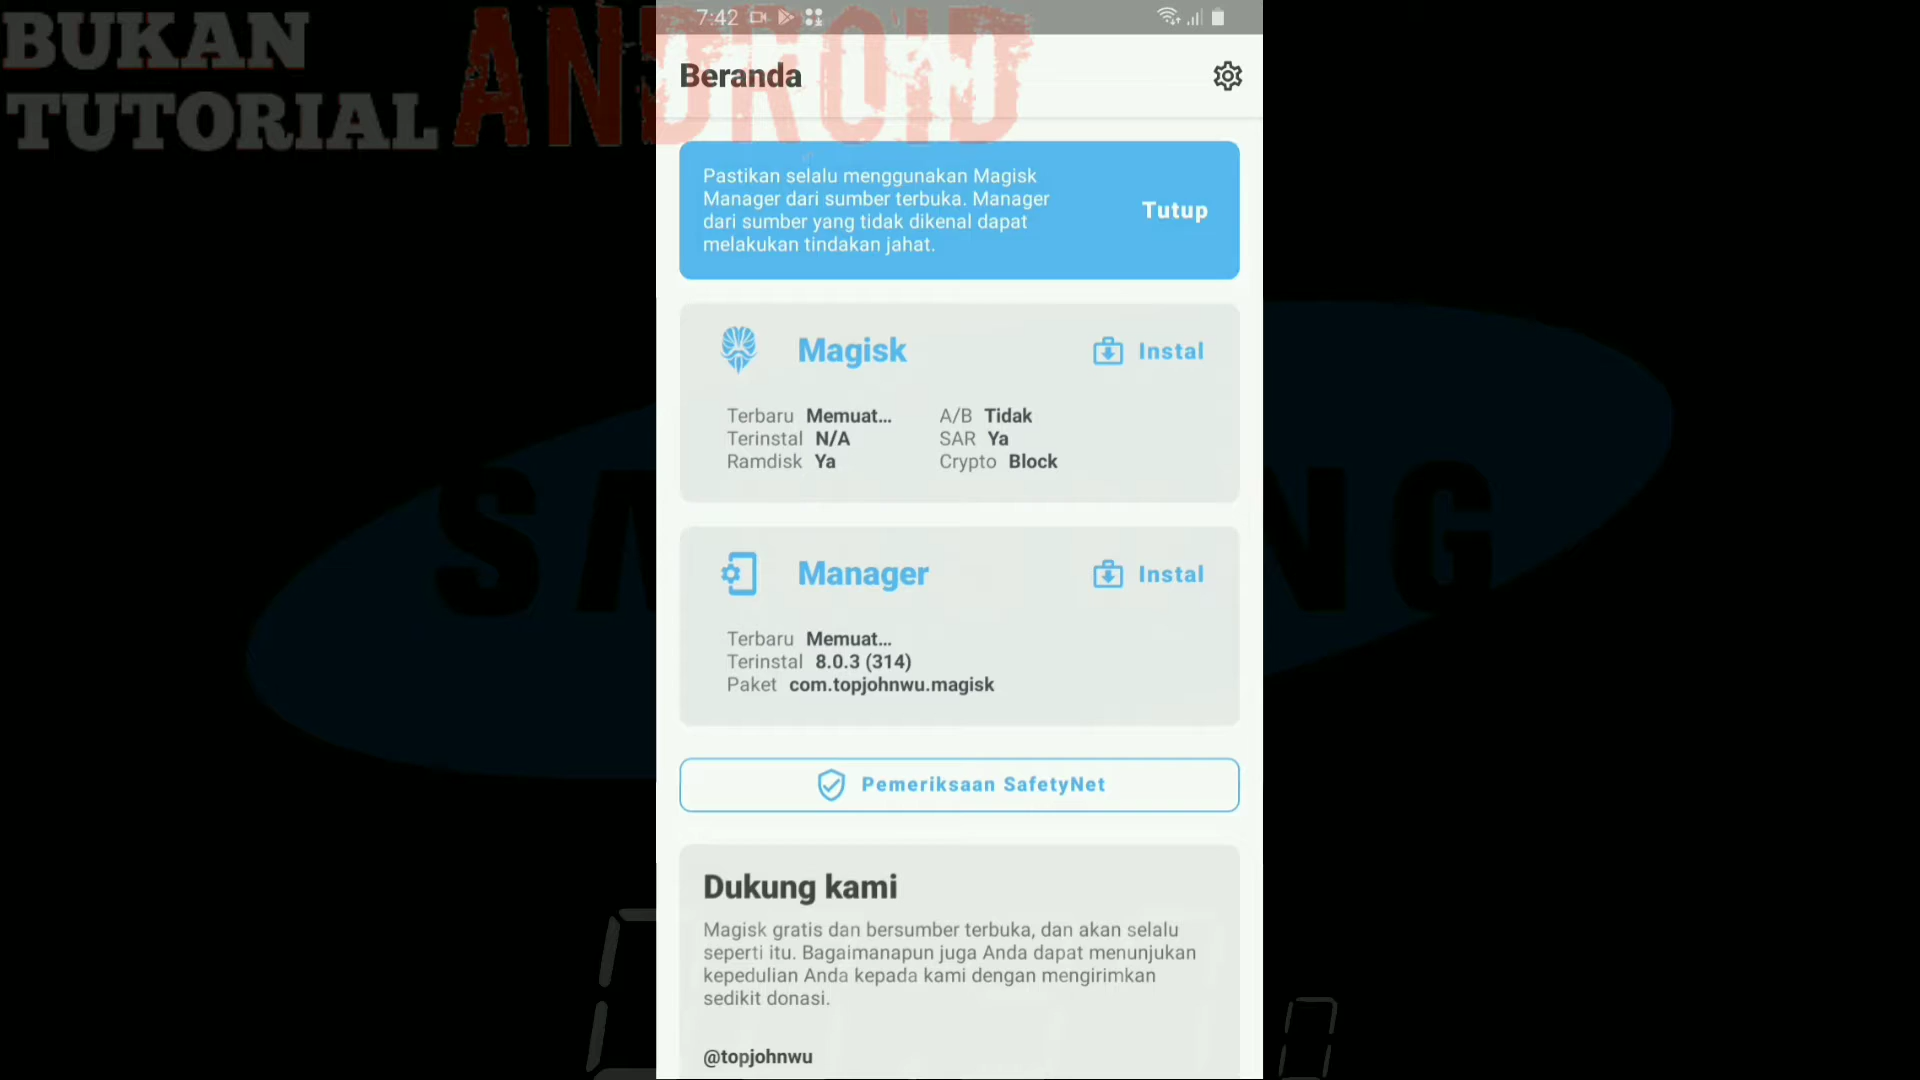 BUKAN
TUTORIAL
ANDROID
7:42
Beranda
Pastikan selalu menggunakan Magisk
Manager dari sumber terbuka. Manager
dari sumber yang tidak dikenal dapat
melakukan tindakan jahat.
Tutup
Magisk
Instal
Terbaru Memuat...
A/B Tidak
Terinstal N/A
SAR Ya
Ramdisk Ya
Crypto Block
Manager
Instal
Terbaru Memuat...
Terinstal 8.0.3 (314)
Paket com.topjohnwu.magisk
Pemeriksaan SafetyNet
Dukung kami
Magisk gratis dan bersumber terbuka, dan akan selalu
seperti itu. Bagaimanapun juga Anda dapat menunjukan
kepedulian Anda kepada kami dengan mengirimkan
sedikit donasi.
@topjohnwu